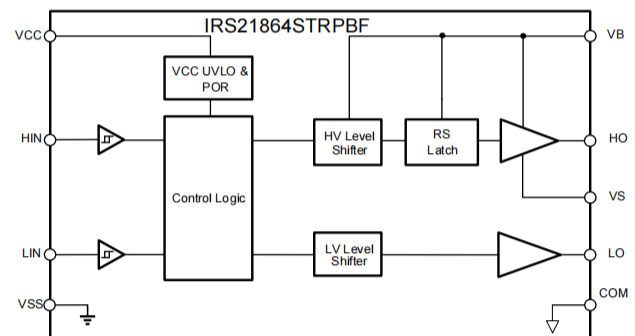 IRS21864STRPBF
VCC
VB
VCC UVLO &
POR
HIN
HV Level
Shifter
RS
Latch
HO
Control Logic
VS
LIN
LV Level
Shifter
LO
VSS
COM